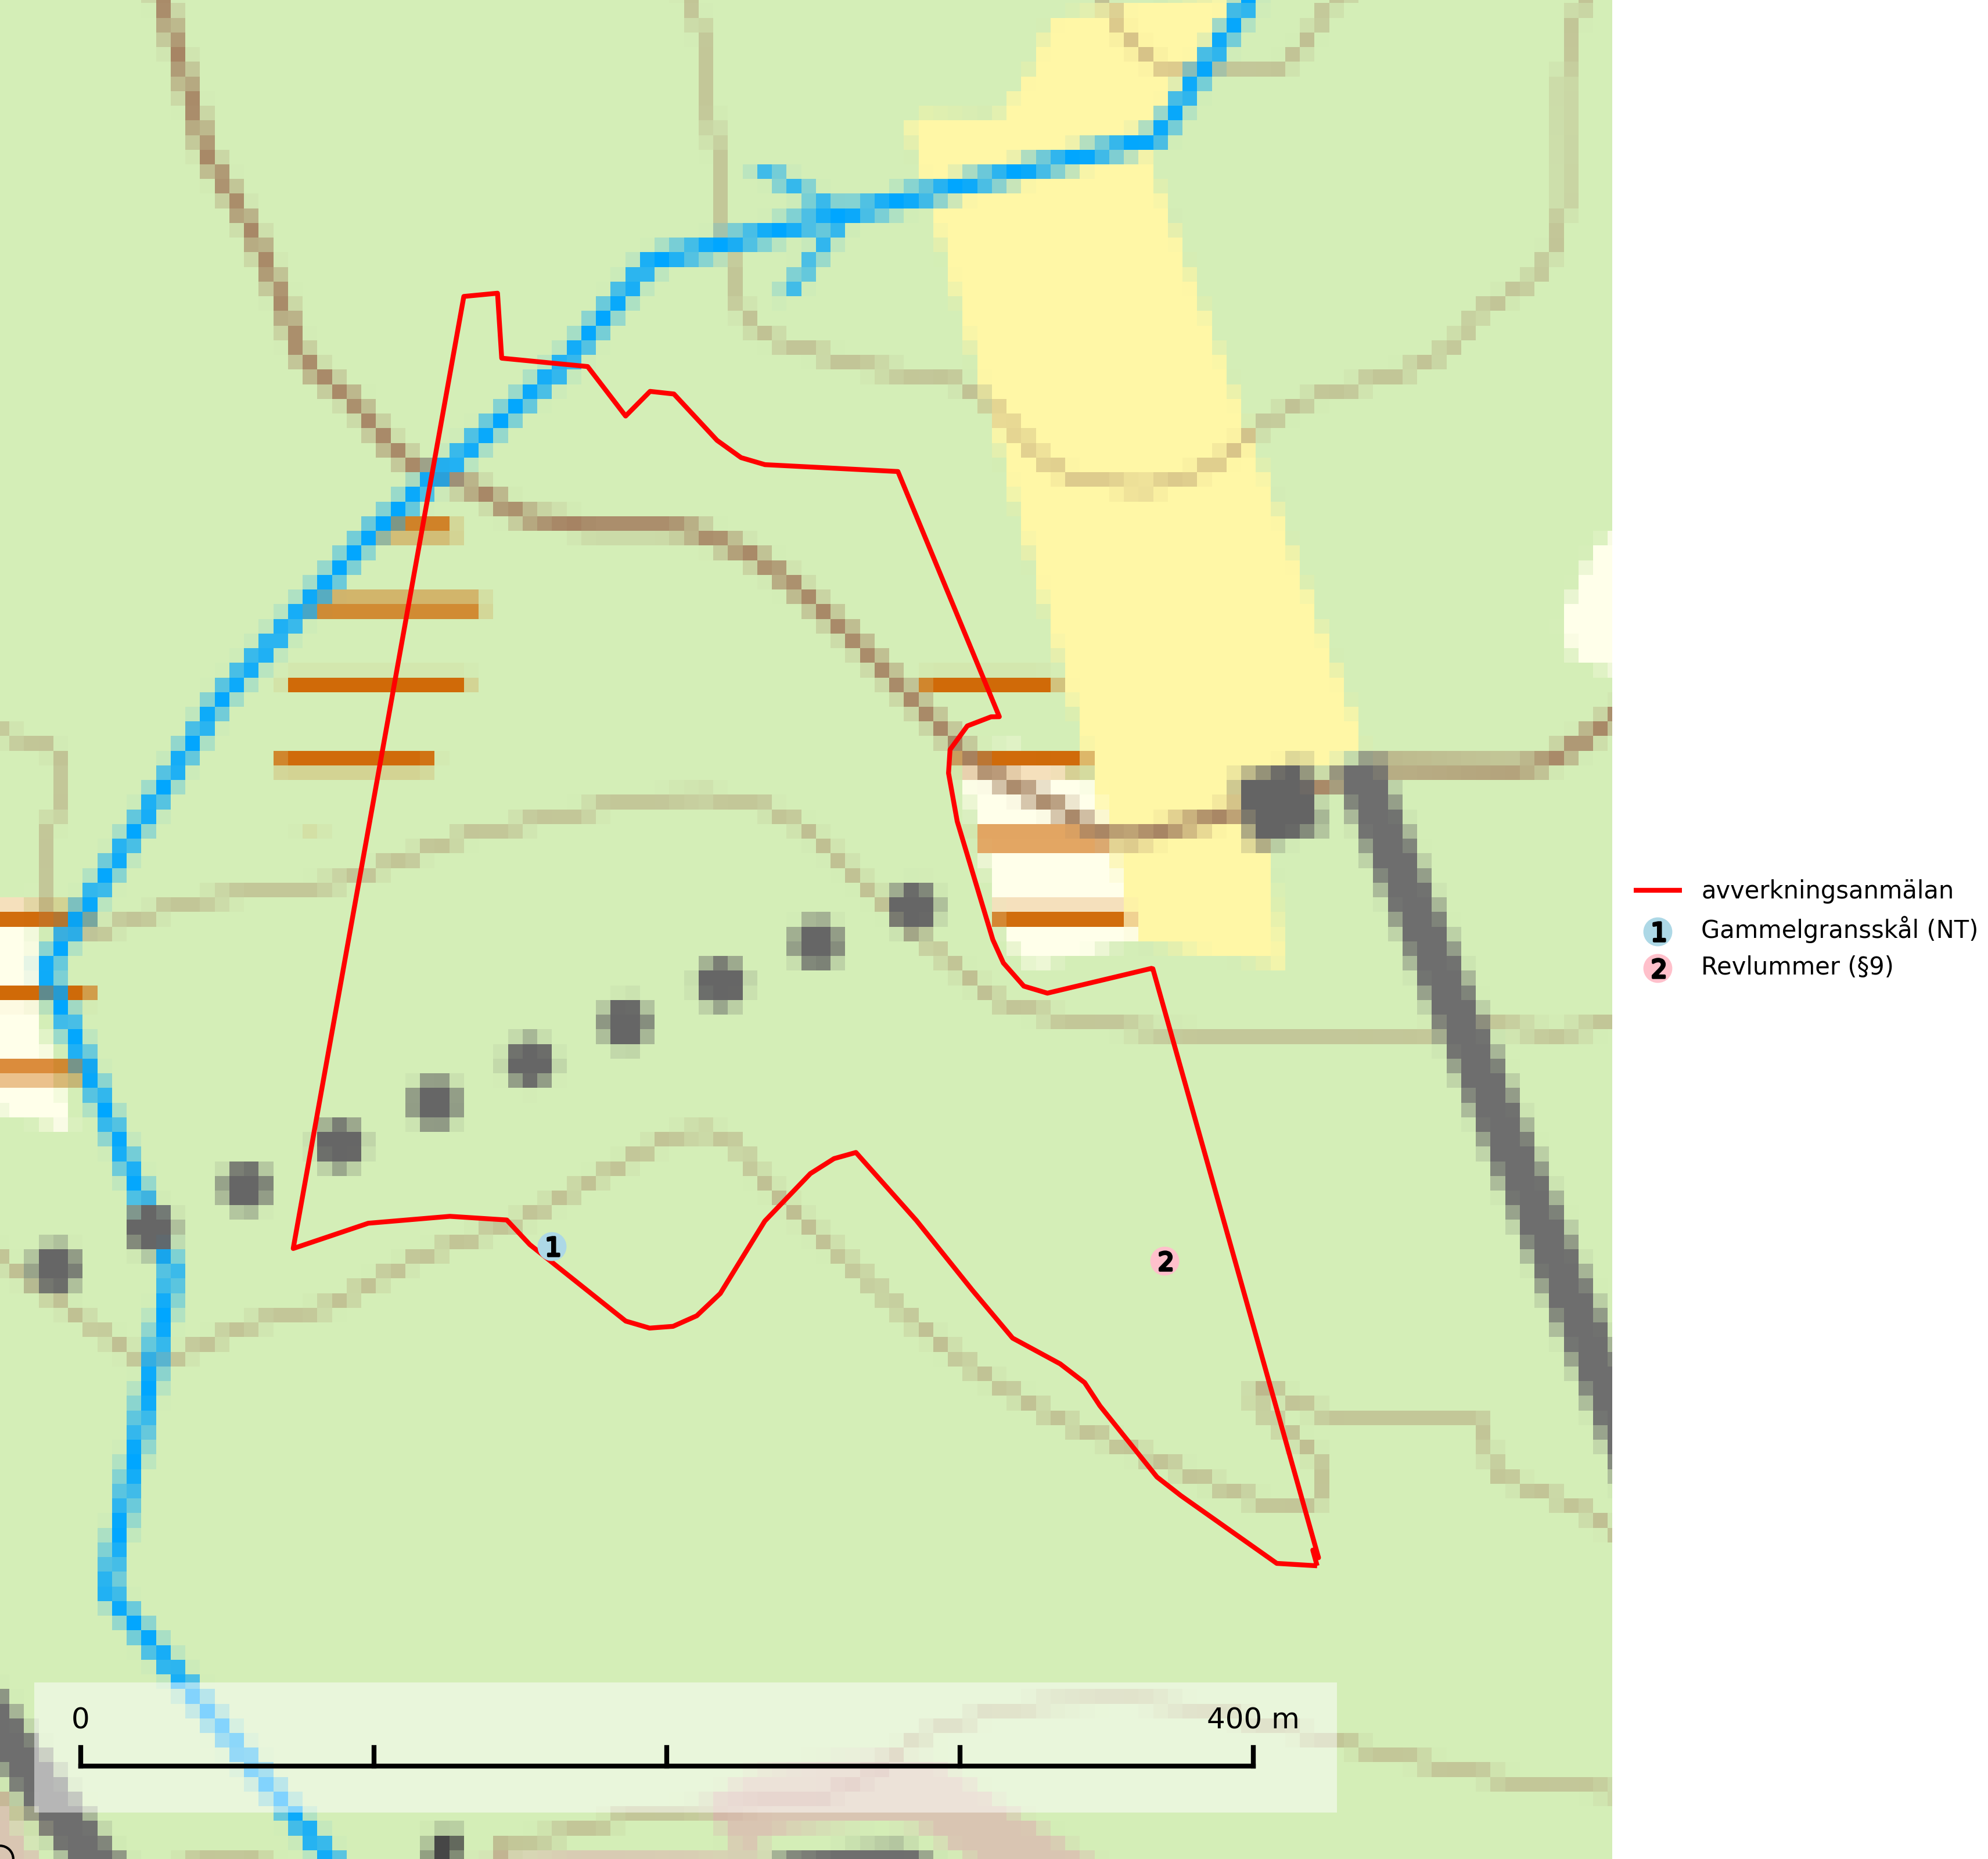 avverkningsanmälan
1 Gammelgransskål (NT)
2 Revlummer (§9)
1
2
0 400 m